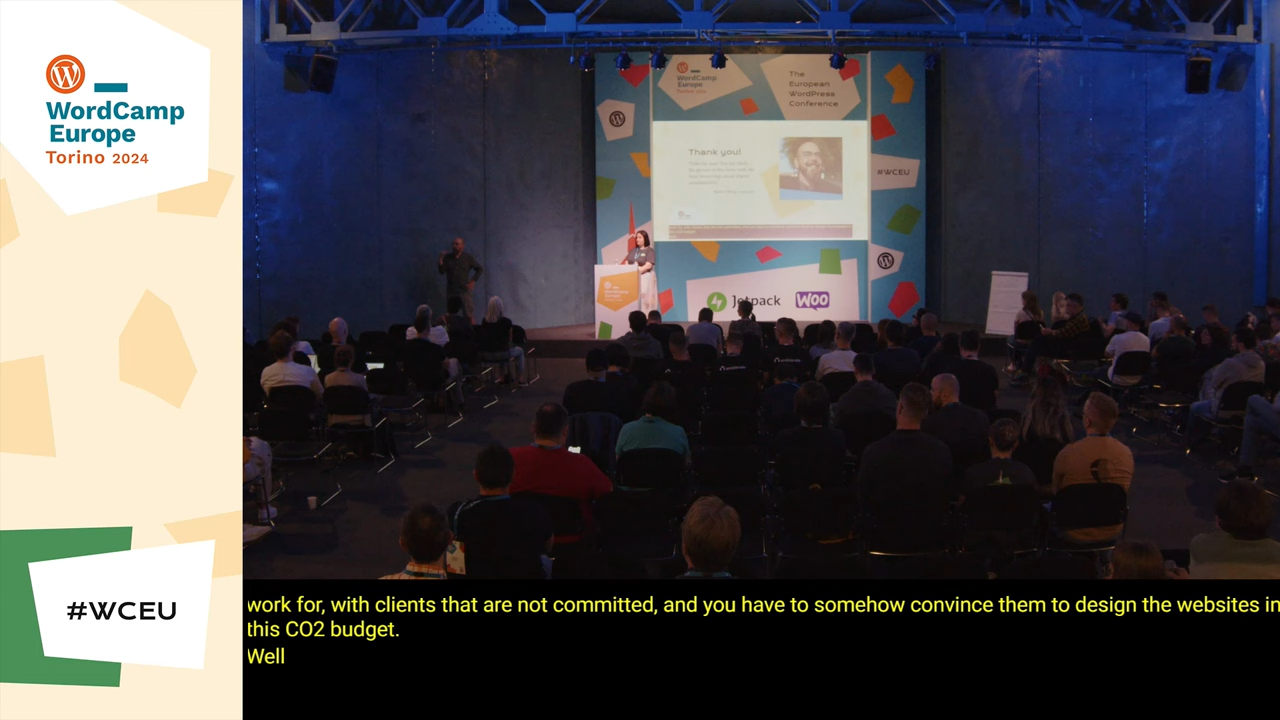 WordCamp
Europe
Torino 2024
#WCEU
WordCamp
Europe
The
European
WordPress
Conference
Thank you!
#WCEU
Jetpack
WOO
work for, with clients that are not committed, and you have to somehow convince them to design the websites in
this CO2 budget.
Well